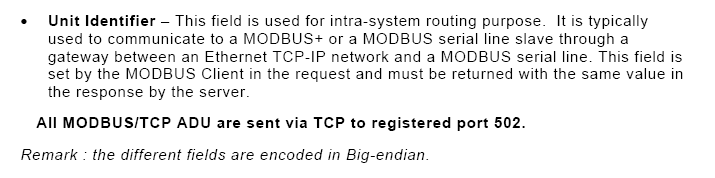 • Unit Identifier – This field is used for intra-system routing purpose. It is typically
used to communicate to a MODBUS+ or a MODBUS serial line slave through a
gateway between an Ethernet TCP-IP network and a MODBUS serial line. This field is
set by the MODBUS Client in the request and must be returned with the same value in
the response by the server.
All MODBUS/TCP ADU are sent via TCP to registered port 502.
Remark : the different fields are encoded in Big-endian.